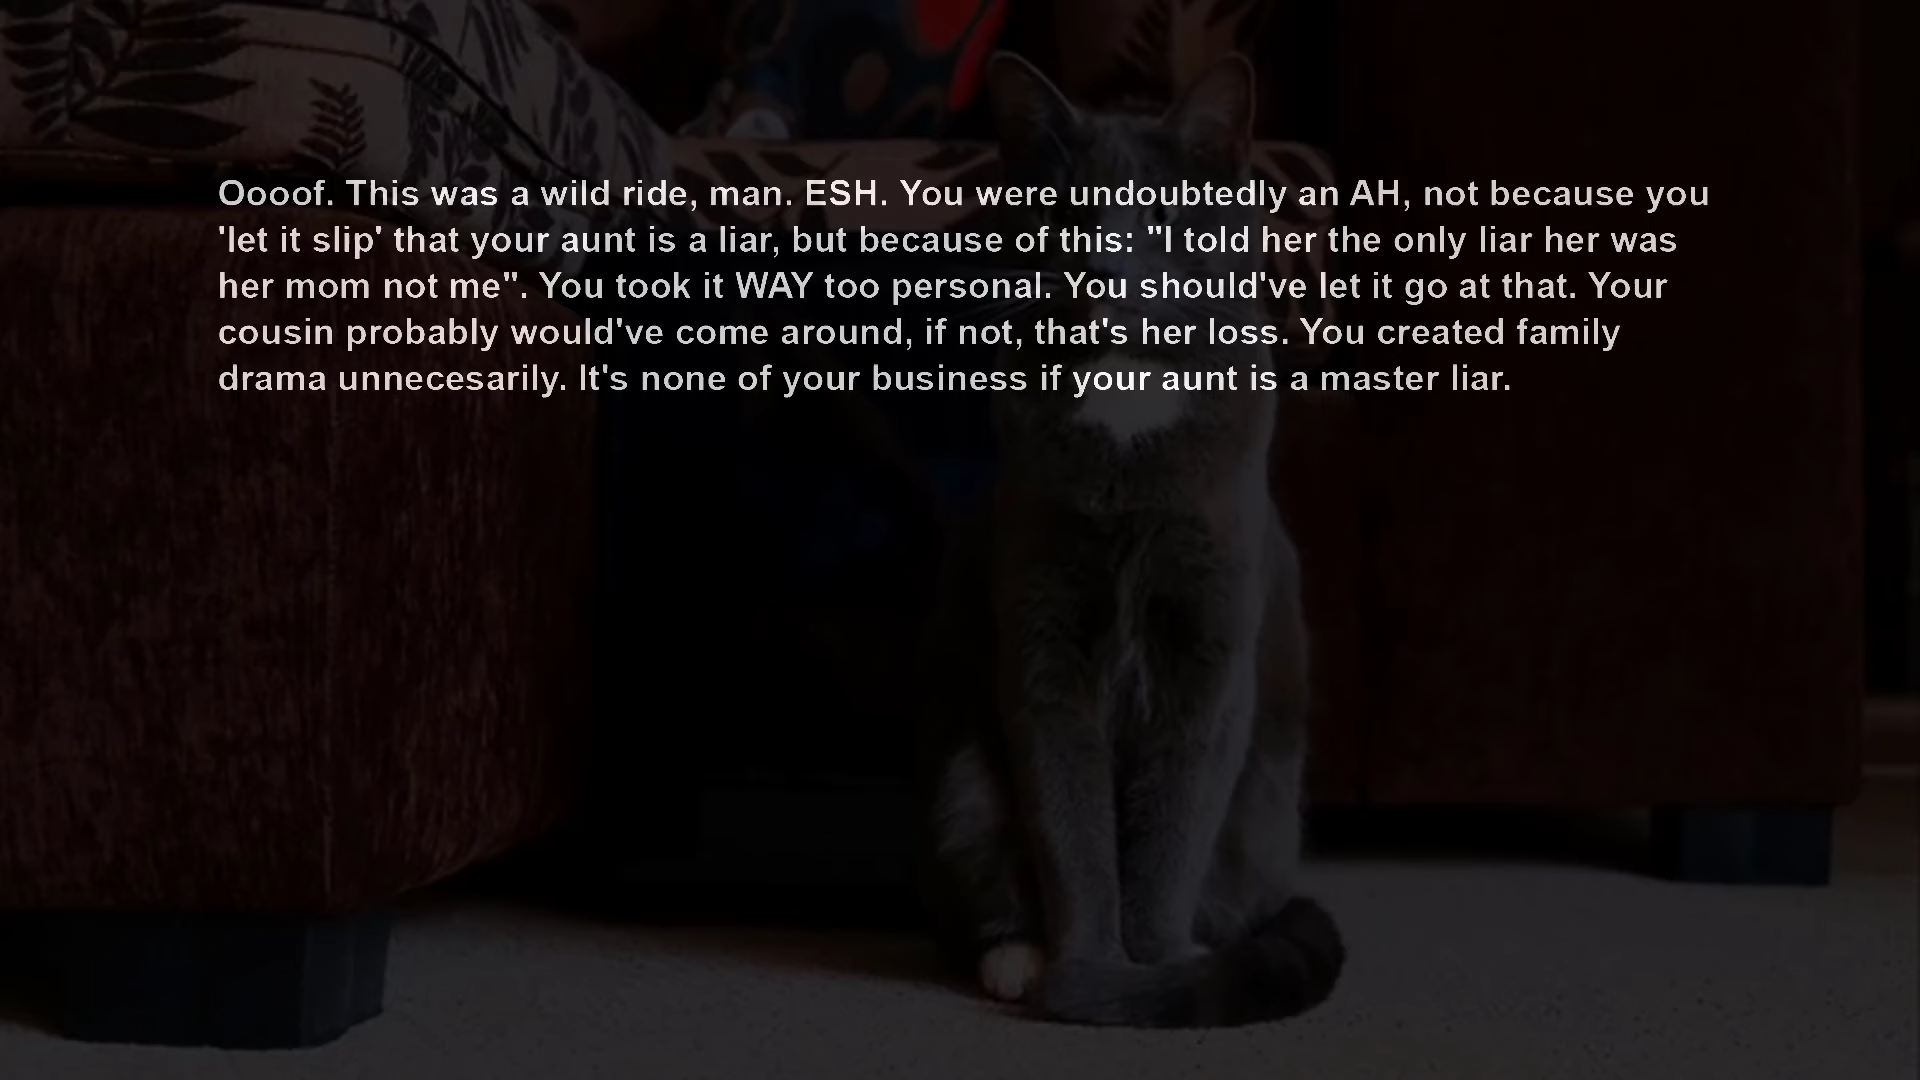 Oooof. This was a wild ride, man. ESH. You were undoubtedly an AH, not because you
'let it slip' that your aunt is a liar, but because of this: "I told her the only liar her was
her mom not me". You took it WAY too personal. You should've let it go at that. Your
cousin probably would've come around, if not, that's her loss. You created family
drama unnecesarily. It's none of your business if your aunt is a master liar.